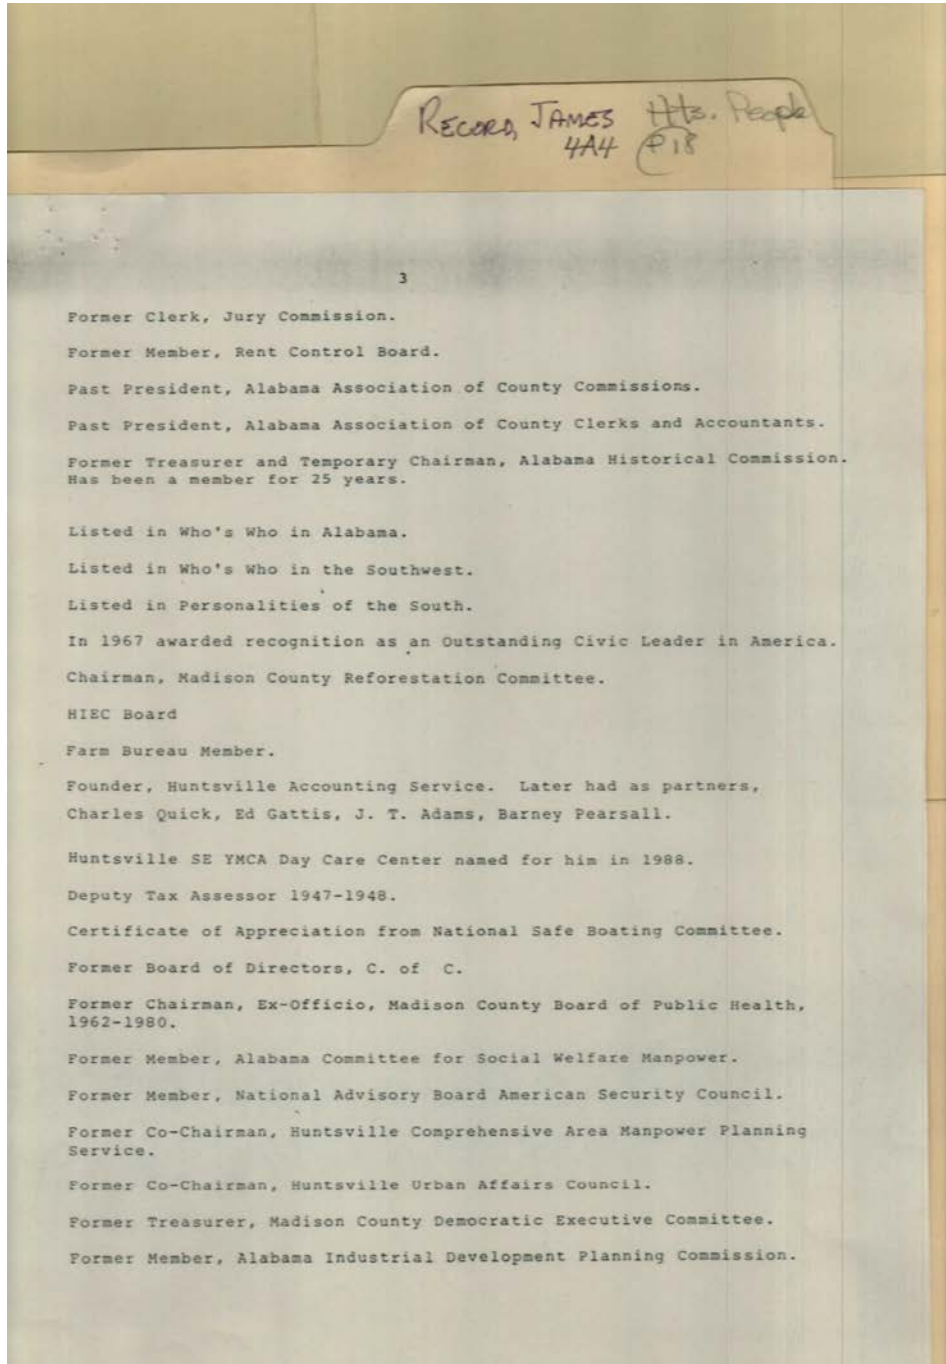 RECORD, JAMES Hts. People
4A4 P18
3
Former Clerk, Jury Commission.
Former Member, Rent Control Board.
Past President, Alabama Association of County Commissions.
Past President, Alabama Association of County Clerks and Accountants.
Former Treasurer and Temporary Chairman, Alabama Historical Commission.
Has been a member for 25 years.
Listed in Who's Who in Alabama.
Listed in Who's Who in the Southwest.
Listed in Personalities of the South.
In 1967 awarded recognition as an Outstanding Civic Leader in America.
Chairman, Madison County Reforestation Committee.
HIEC Board
Farm Bureau Member.
Founder, Huntsville Accounting Service. Later had as partners,
Charles Quick, Ed Gattis, J. T. Adams, Barney Pearsall.
Huntsville SE YMCA Day Care Center named for him in 1988.
Deputy Tax Assessor 1947-1948.
Certificate of Appreciation from National Safe Boating Committee.
Former Board of Directors, C. of C.
Former Chairman, Ex-Officio, Madison County Board of Public Health,
1962-1980.
Former Member, Alabama Committee for Social Welfare Manpower.
Former Member, National Advisory Board American Security Council.
Former Co-Chairman, Huntsville Comprehensive Area Manpower Planning
Service.
Former Co-Chairman, Huntsville Urban Affairs Council.
Former Treasurer, Madison County Democratic Executive Committee.
Former Member, Alabama Industrial Development Planning Commission.